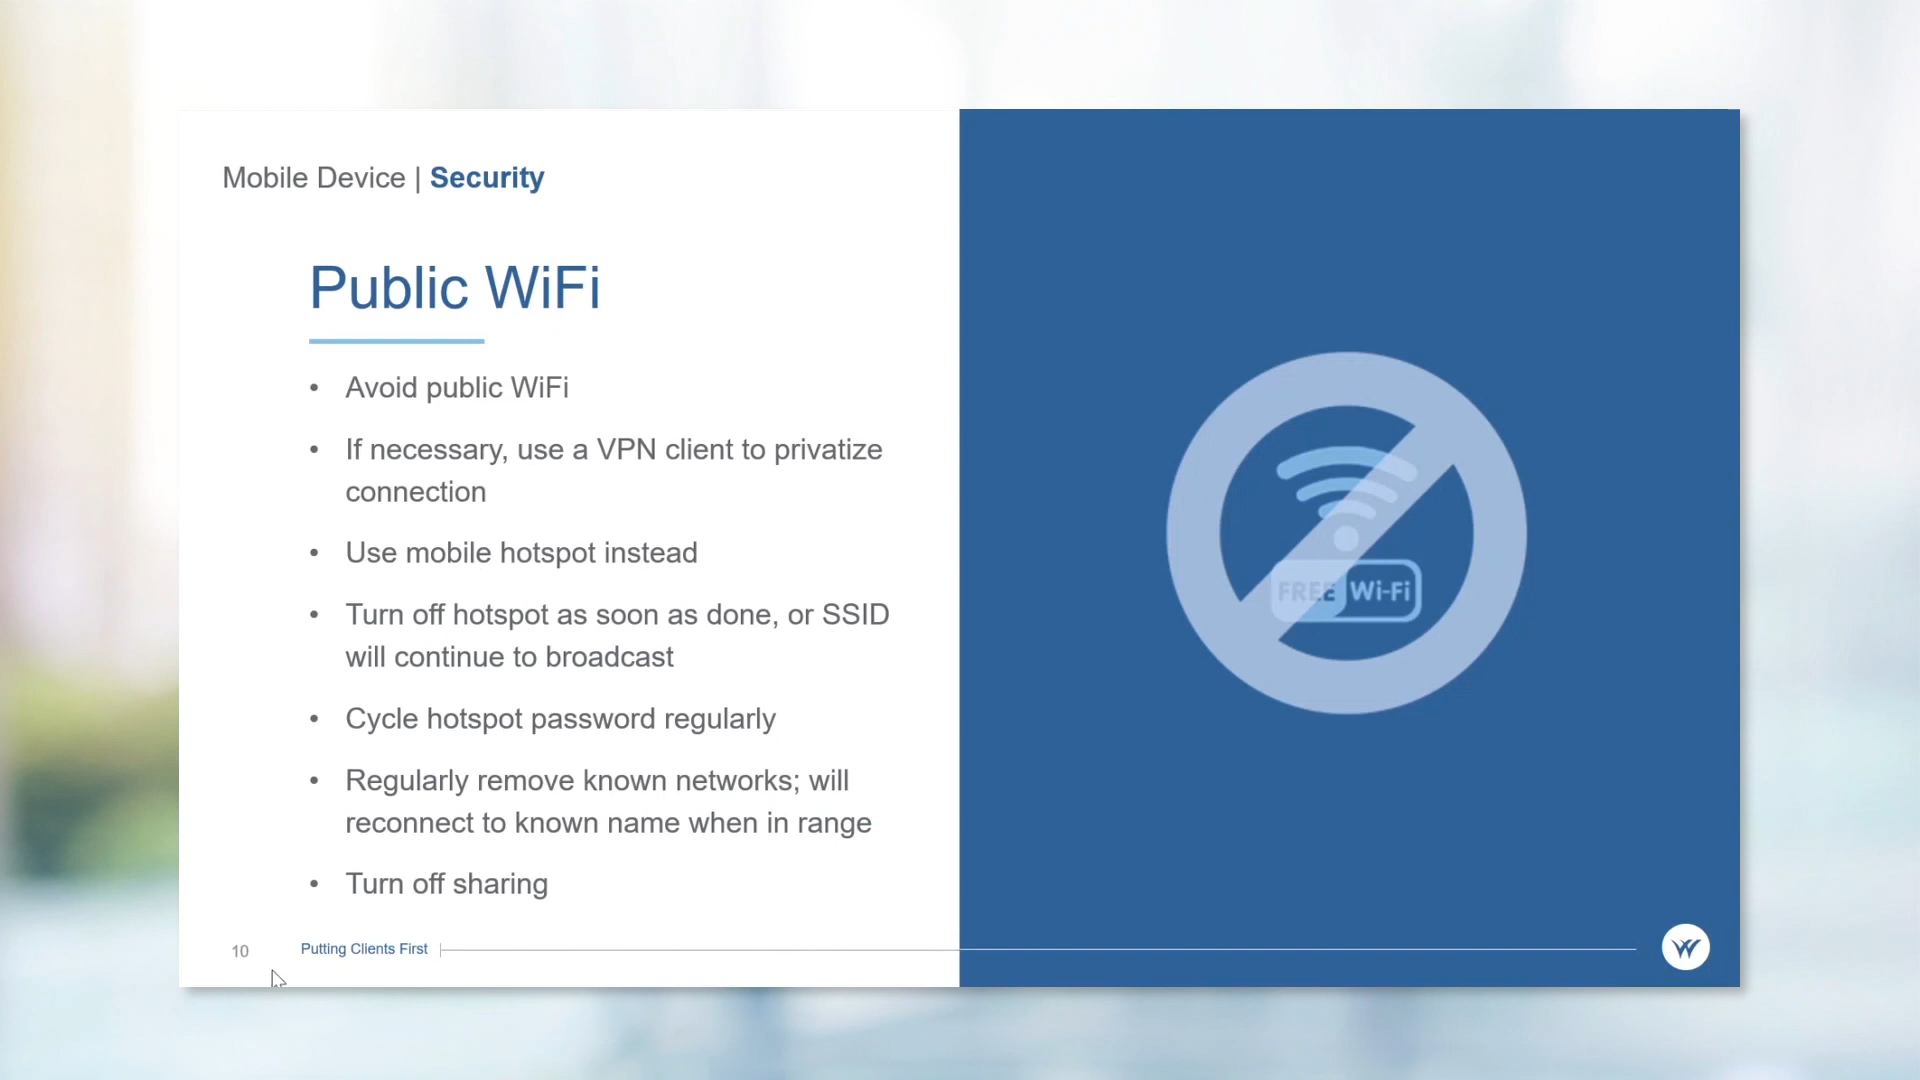 Mobile Device | Security
Public WiFi
• Avoid public WiFi
• If necessary, use a VPN client to privatize
connection
• Use mobile hotspot instead
• Turn off hotspot as soon as done, or SSID
will continue to broadcast
• Cycle hotspot password regularly
• Regularly remove known networks; will
reconnect to known name when in range
• Turn off sharing
FREE Wi-Fi
10 Putting Clients First
W